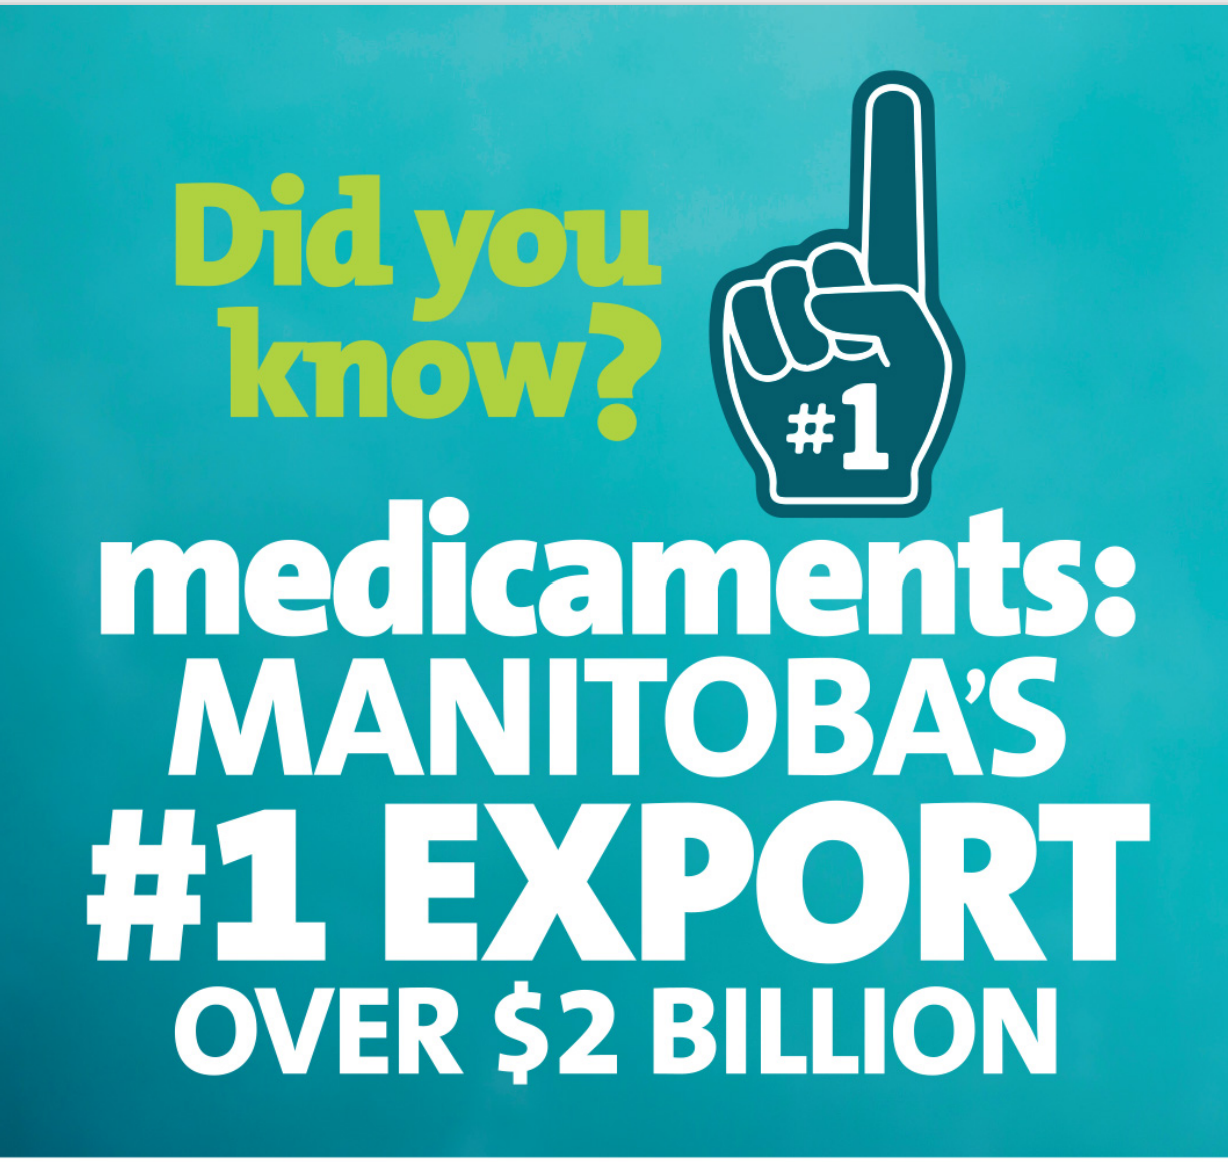 Did you
know?
#1
medicaments:
MANITOBA'S
#1 EXPORT
OVER $2 BILLION